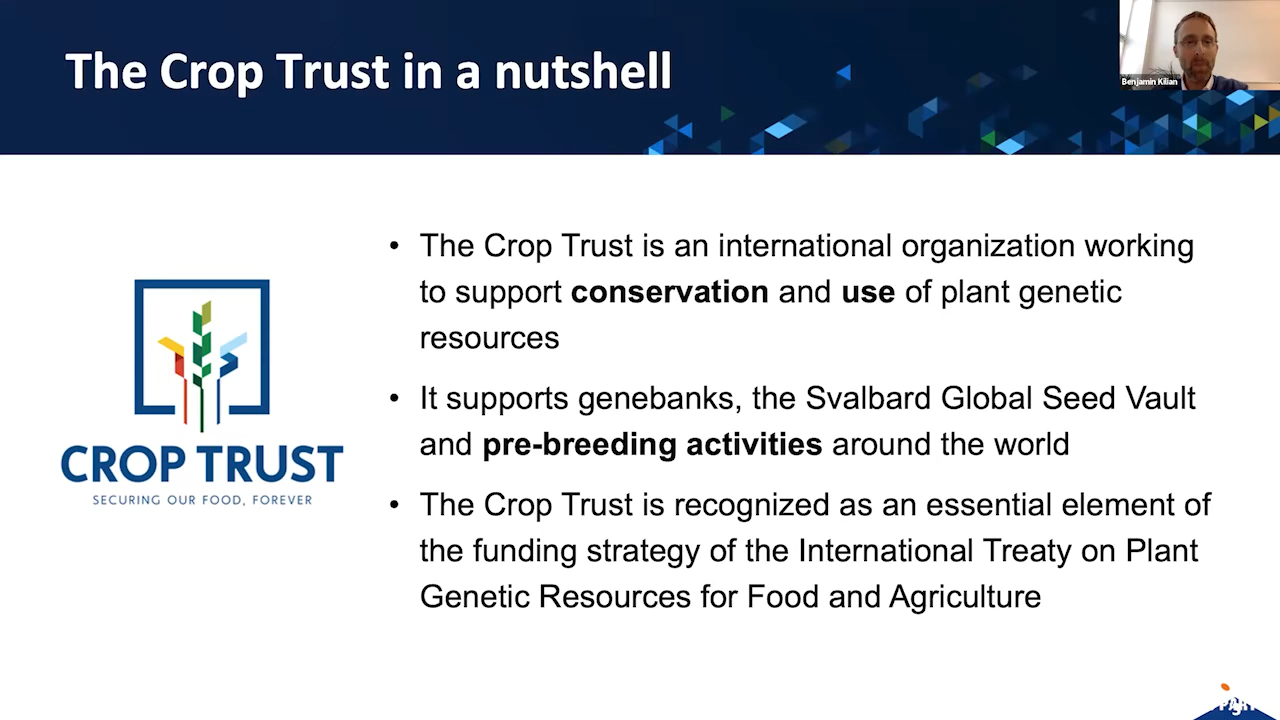 The Crop Trust in a nutshell
Benjamin Kilian
• The Crop Trust is an international organization working
to support conservation and use of plant genetic
resources
• It supports genebanks, the Svalbard Global Seed Vault
and pre-breeding activities around the world
• The Crop Trust is recognized as an essential element of
the funding strategy of the International Treaty on Plant
Genetic Resources for Food and Agriculture
CROP TRUST
SECURING OUR FOOD, FOREVER